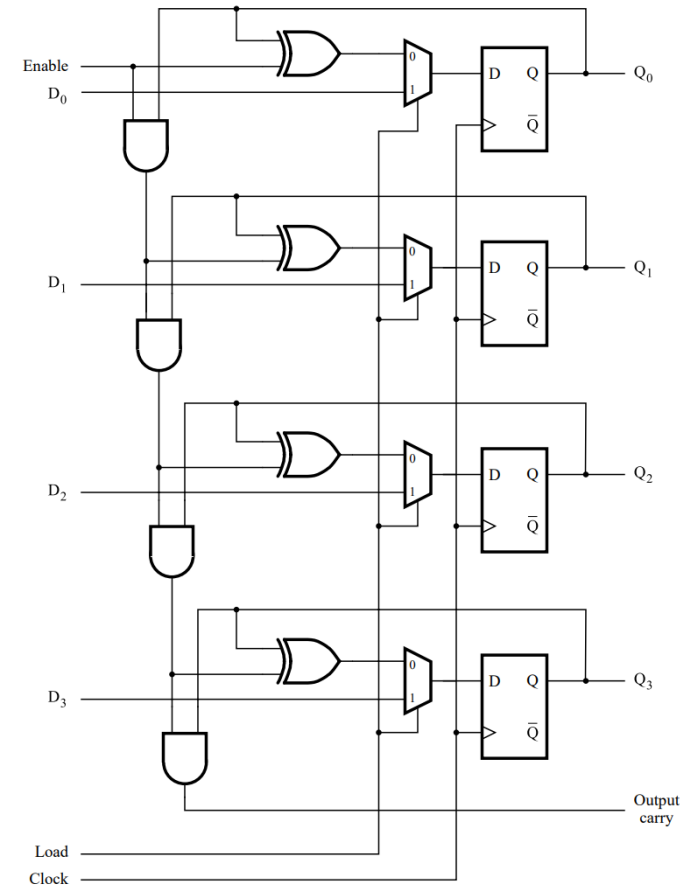 0
Enable
D Q
Q0
D0
1
Q̅
0
D Q
Q1
D1
1
Q̅
0
D Q
Q2
D2
1
Q̅
0
D Q
Q3
D3
1
Q̅
Output
carry
Load
Clock